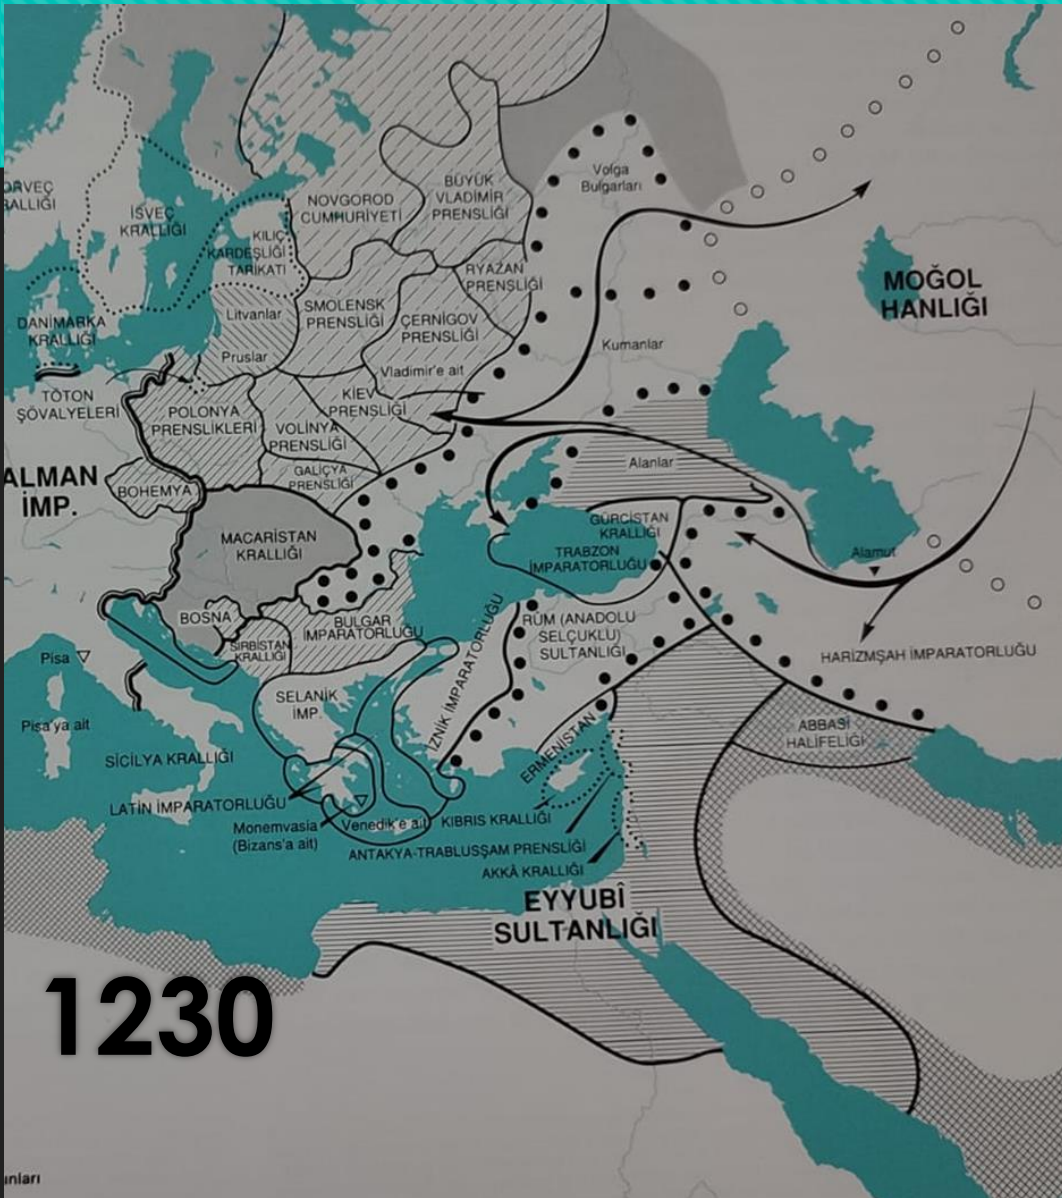 Volga
Bulgarları
BÜYÜK
VLADİMİR
PRENSLİĞİ
NOVGOROD
CUMHURİYETİ
İSVEÇ
KRALLIĞI
KILIÇ
KARDEŞLİĞİ
TARİKATI
RYAZAN
PRENSLİĞİ
MOĞOL
HANLIĞI
SMOLENSK
PRENSLİĞİ
Litvanlar
ÇERNİGOV
PRENSLİĞİ
DANİMARKA
KRALLIĞI
Kumanlar
Pruslar
Vladimir'e ait
TÖTON
ŞÖVALYELERİ
KİEV
PRENSLİĞİ
POLONYA
PRENSLİKLERİ
VOLİNYA
PRENSLİĞİ
GALİÇYA
PRENSLİĞİ
Alanlar
ALMAN
İMP.
BOHEMYA
GÜRCİSTAN
KRALLIĞI
MACARİSTAN
KRALLIĞI
TRABZON
İMPARATORLUĞU
Alamut
BOSNA
BULGAR
İMPARATORLUĞU
RÛM (ANADOLU
SELÇUKLU)
SULTANLIĞI
SIRBİSTAN
KRALLIĞI
HARİZMŞAH İMPARATORLUĞU
Pisa
İZNİK İMPARATORLUĞU
SELANİK
İMP.
Pisa'ya ait
ERMENİSTAN
ABBASİ
HALİFELİĞİ
SİCİLYA KRALLIĞI
LATİN İMPARATORLUĞU
Monemvasia
(Bizans'a ait)
Venedik'e ait
KIBRIS KRALLIĞI
ANTAKYA-TRABLUSŞAM PRENSLİĞİ
AKKÂ KRALLIĞI
EYYUBÎ
SULTANLIĞI
1230